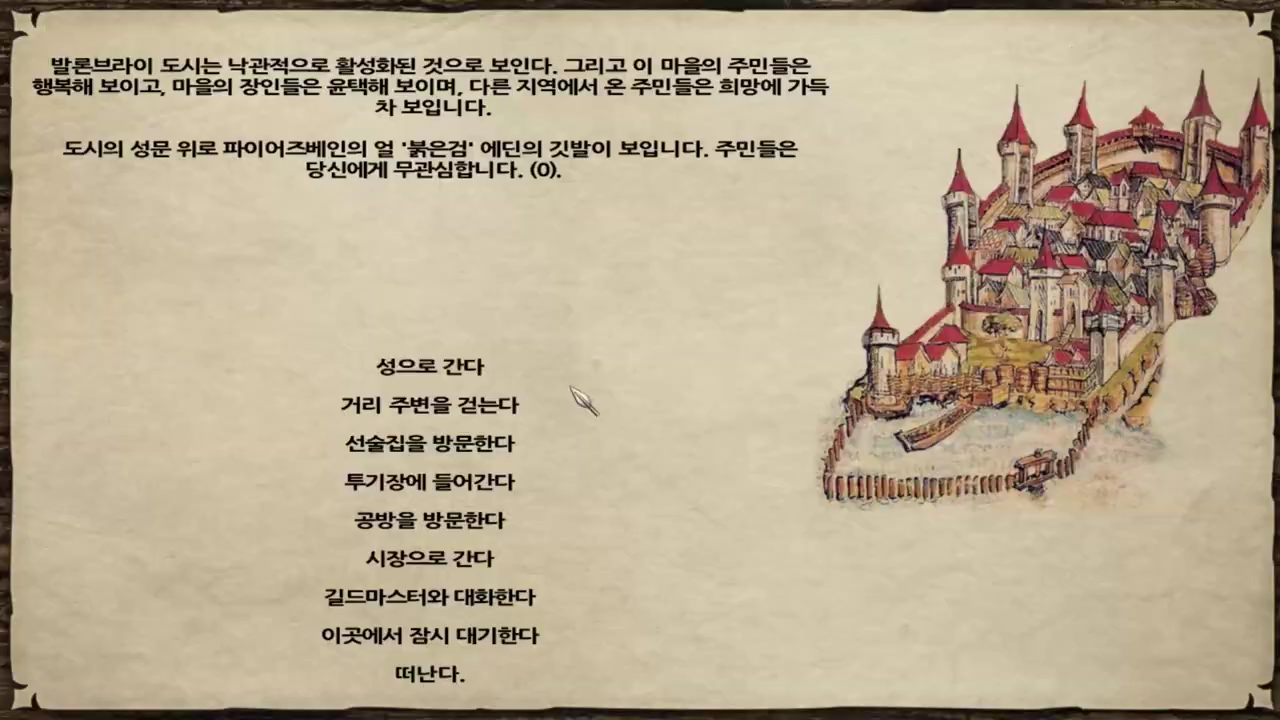 발론브라이 도시는 낙관적으로 활성화된 것으로 보인다. 그리고 이 마을의 주민들은
행복해 보이고, 마을의 장인들은 윤택해 보이며, 다른 지역에서 온 주민들은 희망에 가득
차 보입니다.
도시의 성문 위로 파이어즈베인의 얼 '붉은검' 에딘의 깃발이 보입니다. 주민들은
당신에게 무관심합니다. (0).
성으로 간다
거리 주변을 걷는다
선술집을 방문한다
투기장에 들어간다
공방을 방문한다
시장으로 간다
길드마스터와 대화한다
이곳에서 잠시 대기한다
떠난다.